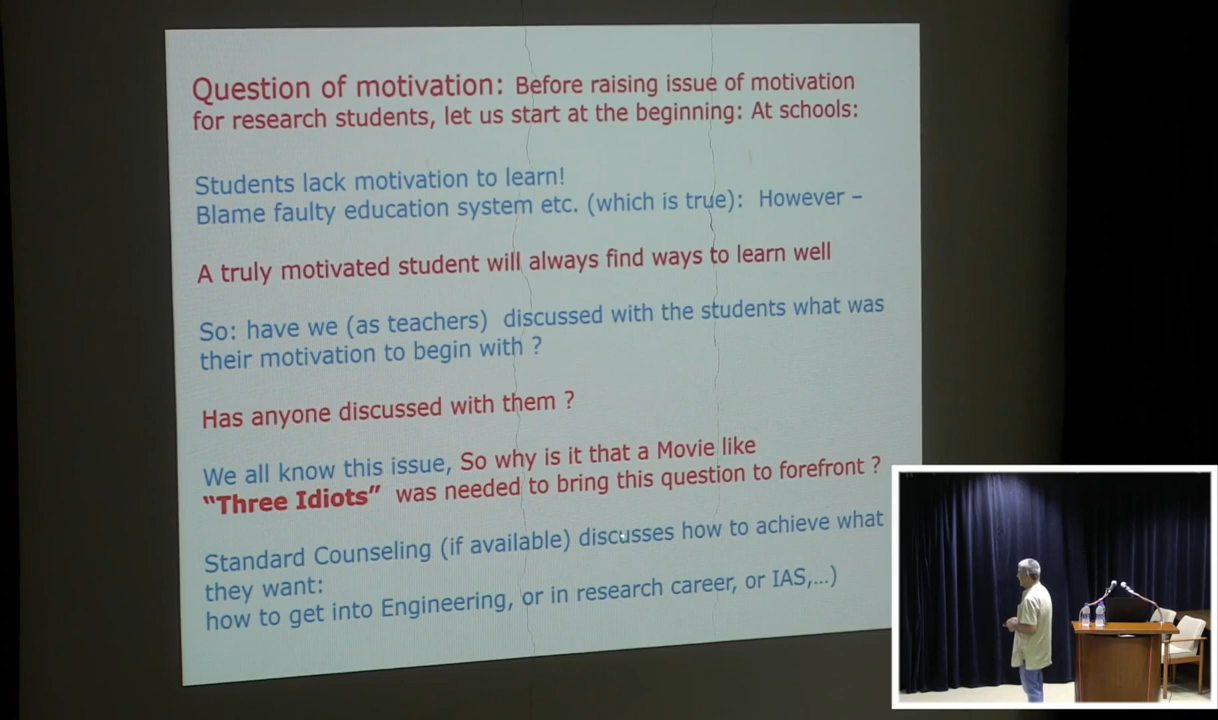 Question of motivation: Before raising issue of motivation
for research students, let us start at the beginning: At schools:
Students lack motivation to learn!
Blame faulty education system etc. (which is true): However –
A truly motivated student will always find ways to learn well
So: have we (as teachers) discussed with the students what was
their motivation to begin with ?
Has anyone discussed with them ?
We all know this issue, So why is it that a Movie like
“Three Idiots” was needed to bring this question to forefront ?
Standard Counseling (if available) discusses how to achieve what
they want:
how to get into Engineering, or in research career, or IAS,...)